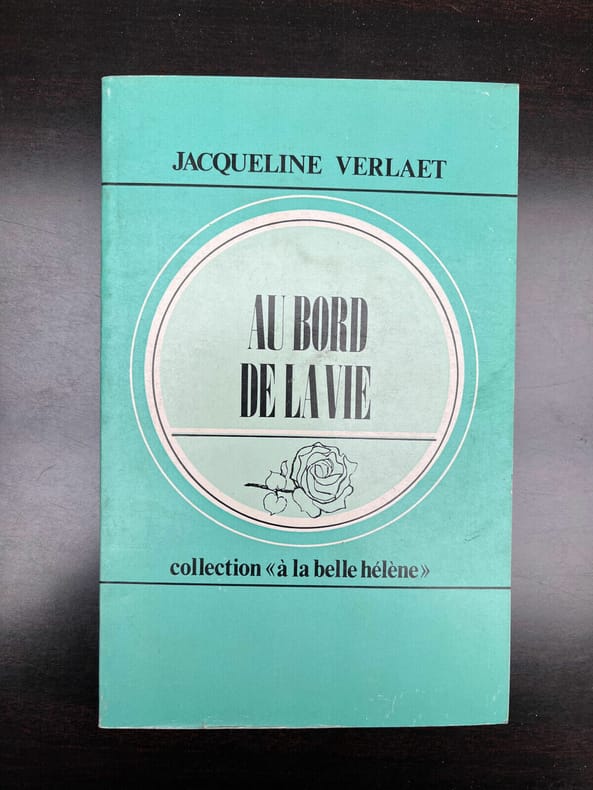 JACQUELINE VERLAET
AU BORD
DE LA VIE
collection «à la belle hélène»